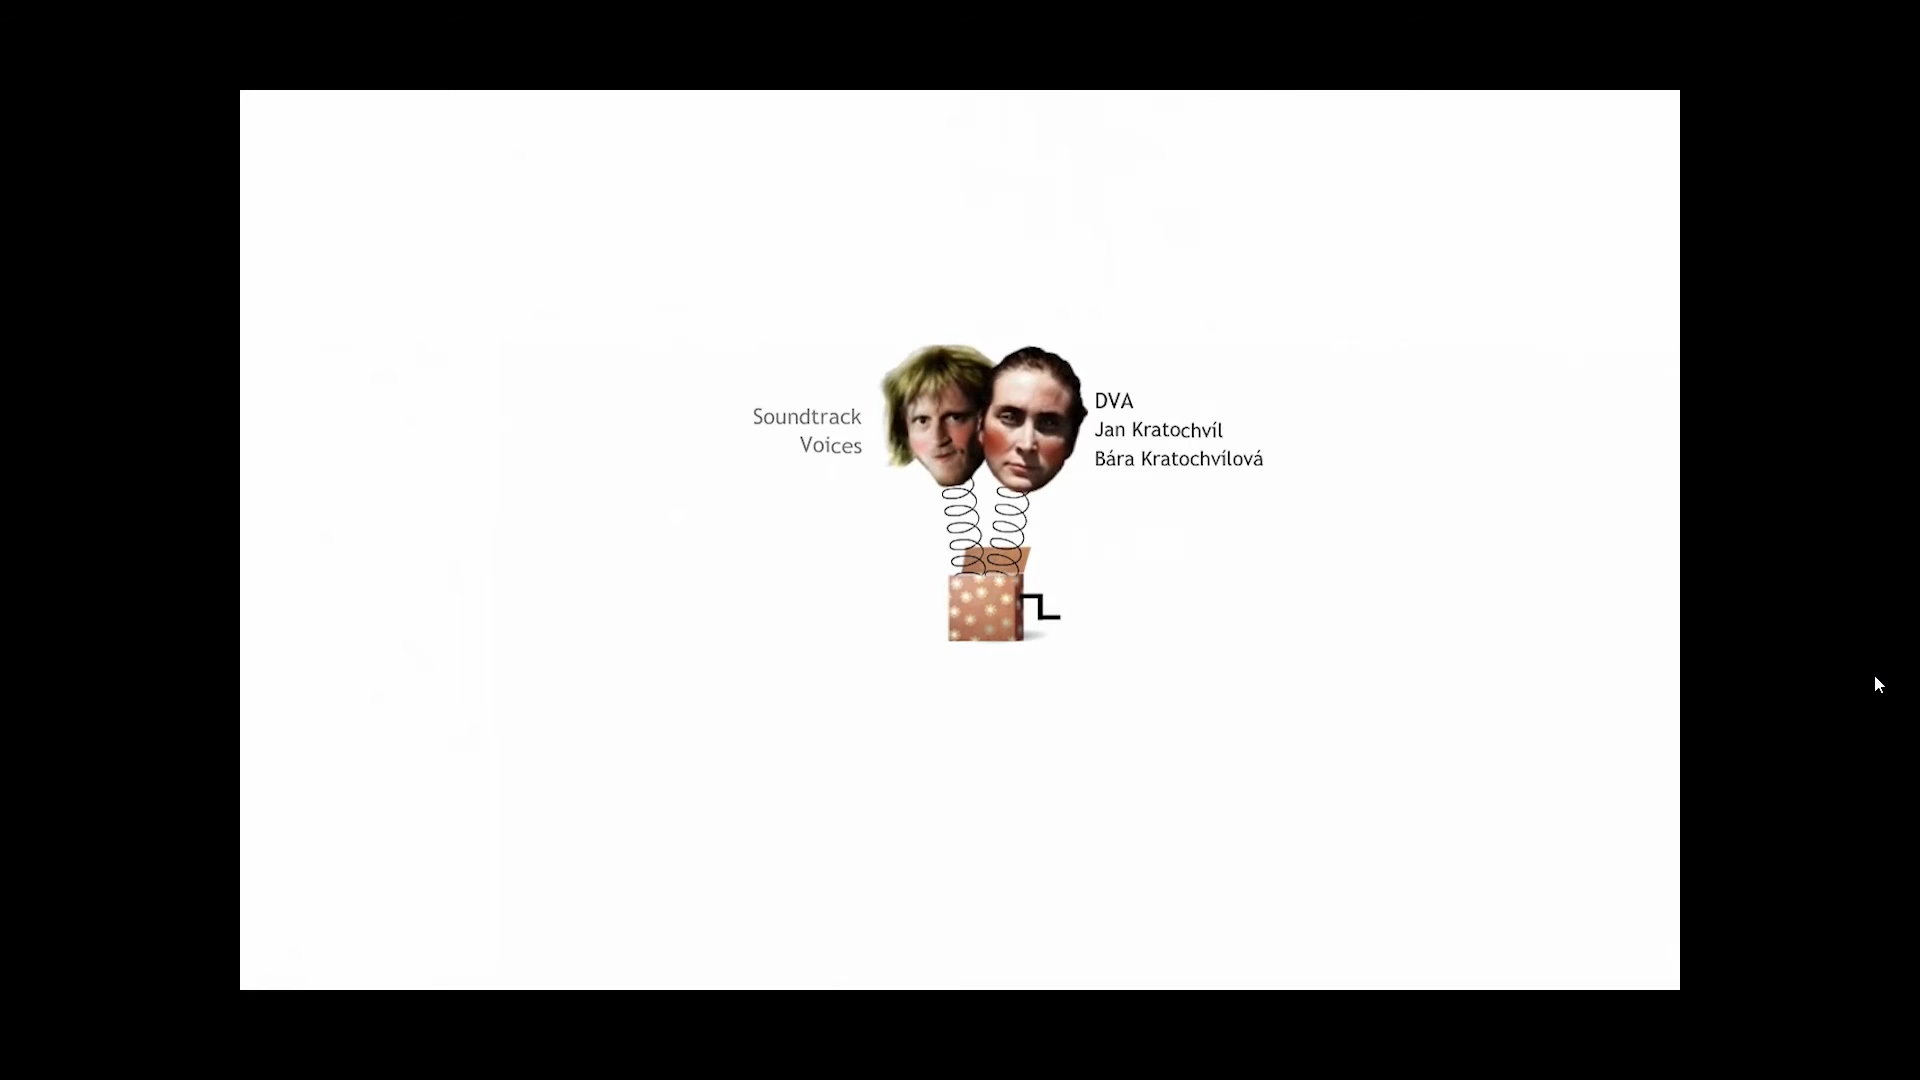 Soundtrack
Voices
DVA
Jan Kratochvíl
Bára Kratochvílová